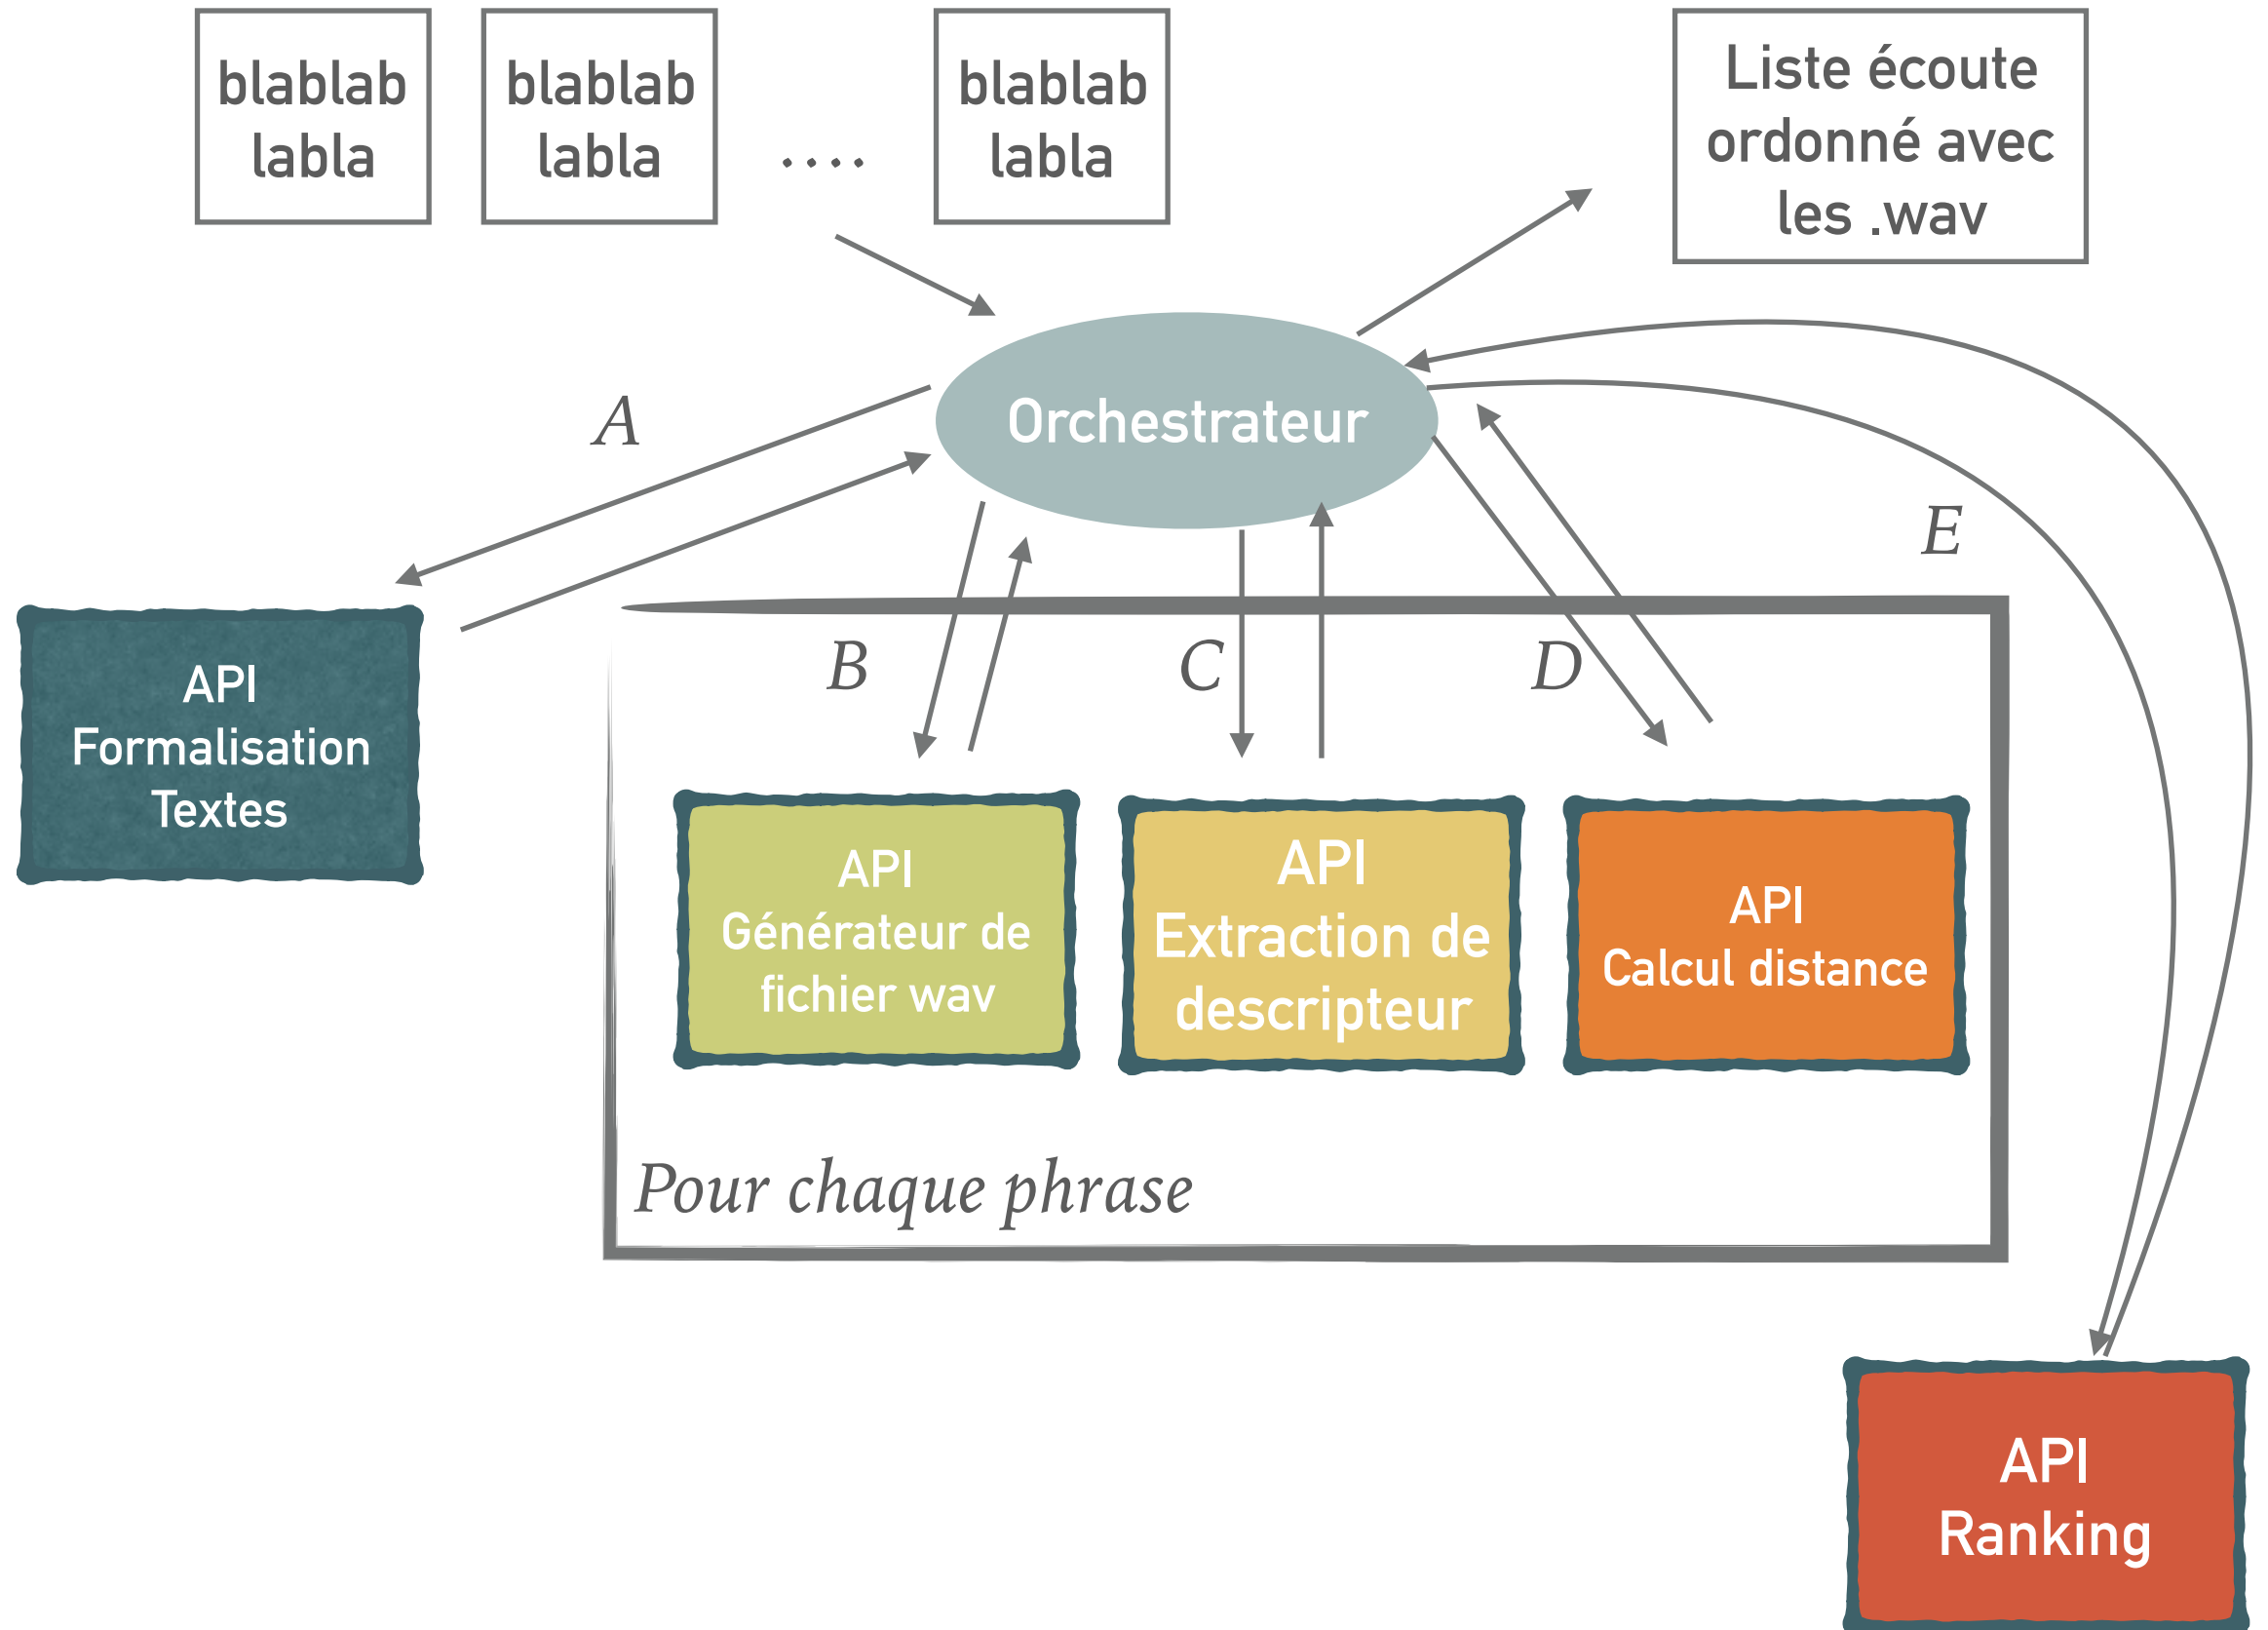 blablab
labla
blablab
labla
....
blablab
labla
Liste écoute
ordonné avec
les .wav
Orchestrateur
A
E
B
C
D
API
Formalisation
Textes
API
Générateur de
fichier wav
API
Extraction de
descripteur
API
Calcul distance
Pour chaque phrase
API
Ranking